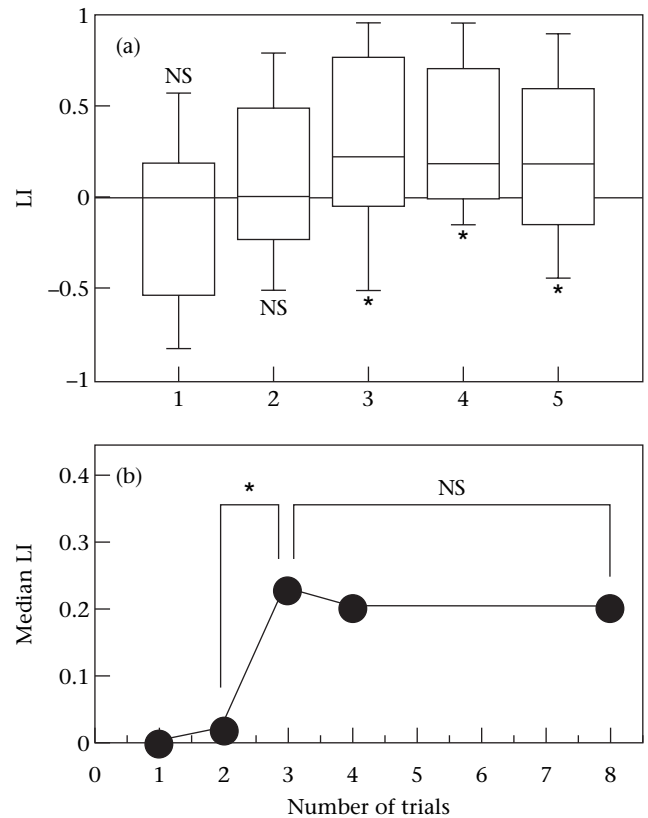 1
(a)
NS
0.5
LI
0
–0.5
NS
*
*
*
–1
1 2 3 4 5
0.4
(b)
*
NS
0.3
Median LI
0.2
0.1
0
0 1 2 3 4 5 6 7 8
Number of trials